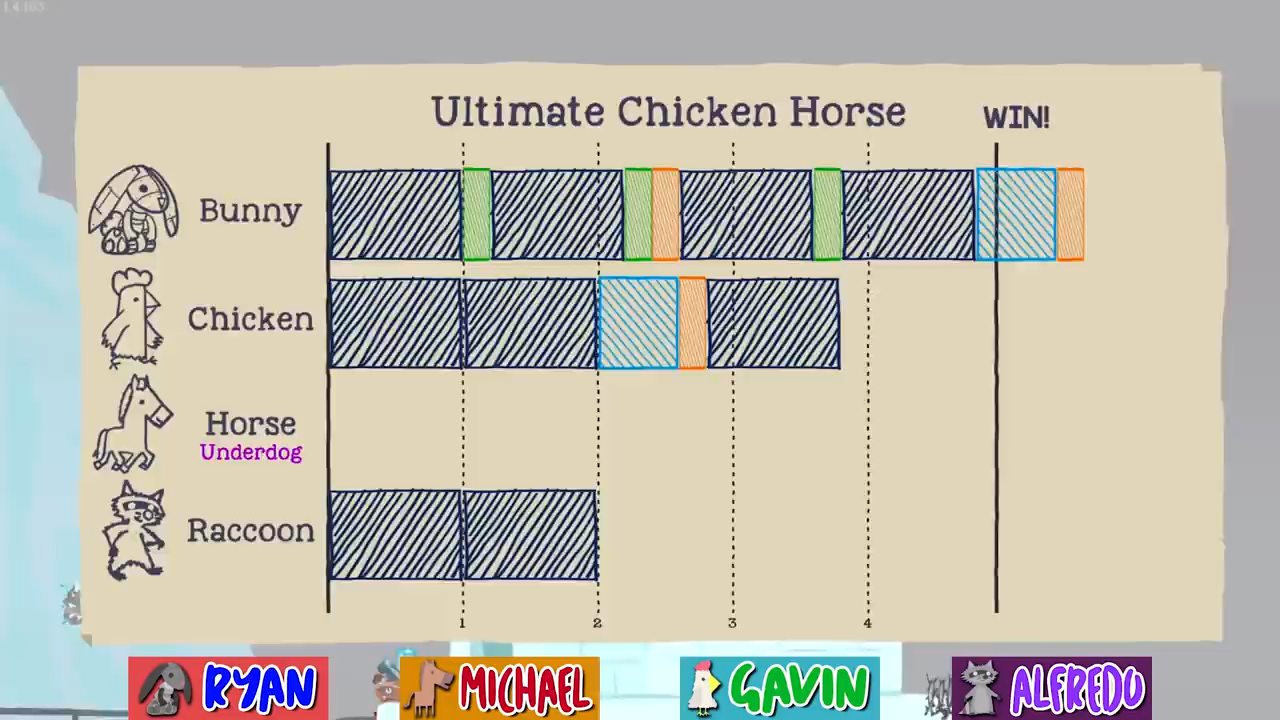 Ultimate Chicken Horse
WIN!
Bunny
Chicken
Horse
Underdog
Raccoon
1 2 3 4
RYAN MICHAEL GAVIN ALFREDO